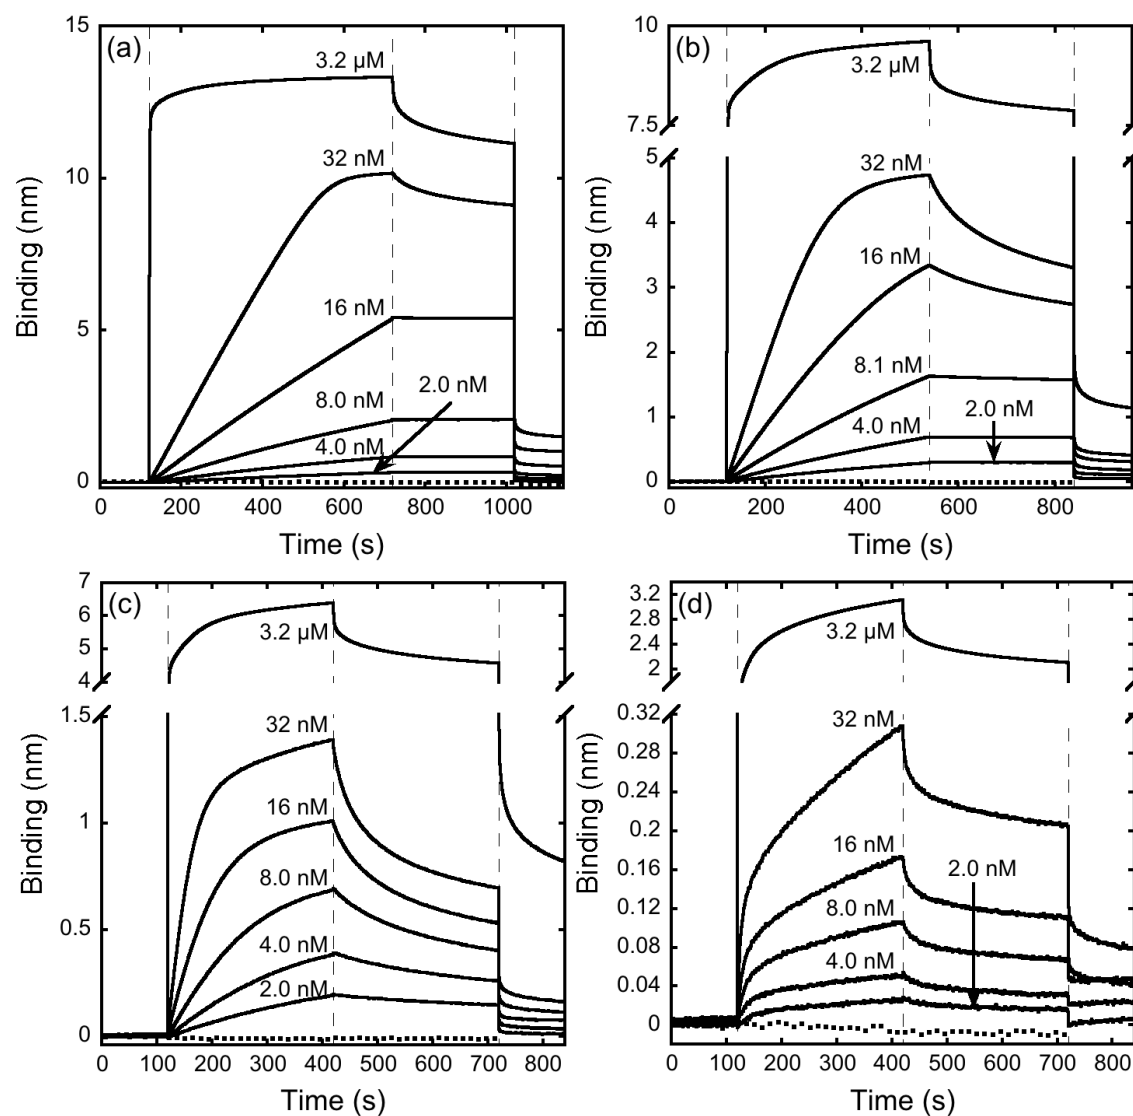 (a)
15
10
5
0
Binding (nm)
3.2 µM
32 nM
16 nM
8.0 nM
2.0 nM
4.0 nM
0 200 400 600 800 1000
Time (s)
(b)
10
7.5
5
4
3
2
1
0
Binding (nm)
3.2 µM
32 nM
16 nM
8.1 nM
2.0 nM
4.0 nM
0 200 400 600 800
Time (s)
(c)
7
6
5
4
1.5
1
0.5
0
Binding (nm)
3.2 µM
32 nM
16 nM
8.0 nM
4.0 nM
2.0 nM
0 100 200 300 400 500 600 700 800
Time (s)
(d)
3.2
2.8
2.4
2
0.32
0.28
0.24
0.2
0.16
0.12
0.08
0.04
0
Binding (nm)
3.2 µM
32 nM
16 nM
2.0 nM
8.0 nM
4.0 nM
0 100 200 300 400 500 600 700 800
Time (s)